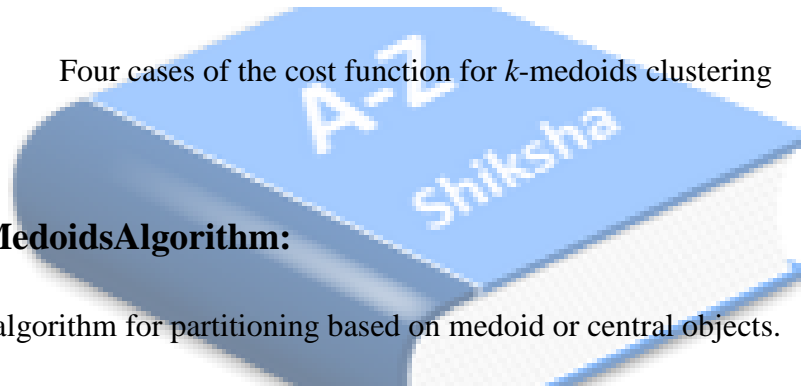 Four cases of the cost function for k-medoids clustering
A-Z
Shiksha
MedoidsAlgorithm:
algorithm for partitioning based on medoid or central objects.